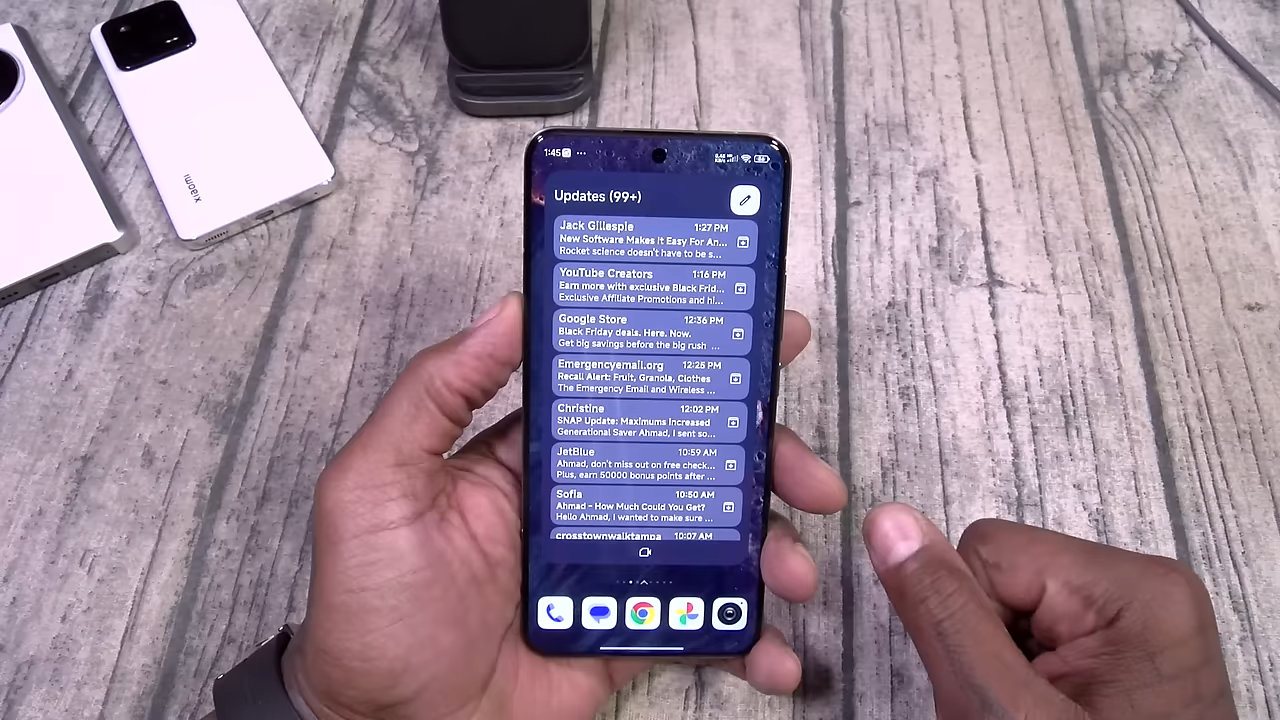 xiaomi
1:45
Updates (99+)
Jack Gillespie 1:27 PM
New Software Makes It Easy For An...
Rocket science doesn't have to be s...
YouTube Creators 1:16 PM
Earn more with exclusive Black Frid...
Exclusive Affiliate Promotions and hi...
Google Store 12:36 PM
Black Friday deals. Here. Now.
Get big savings before the big rush ...
Emergencyemail.org 12:25 PM
Recall Alert: Fruit, Granola, Clothes
The Emergency Email and Wireless ...
Christine 12:02 PM
SNAP Update: Maximums Increased
Generational Saver Ahmad, I sent so...
JetBlue 10:59 AM
Ahmad, don't miss out on free check...
Plus, earn 50000 bonus points after ...
Sofia 10:50 AM
Ahmad - How Much Could You Get?
Hello Ahmad, I wanted to make sure ...
crosstownwalktampa 10:07 AM